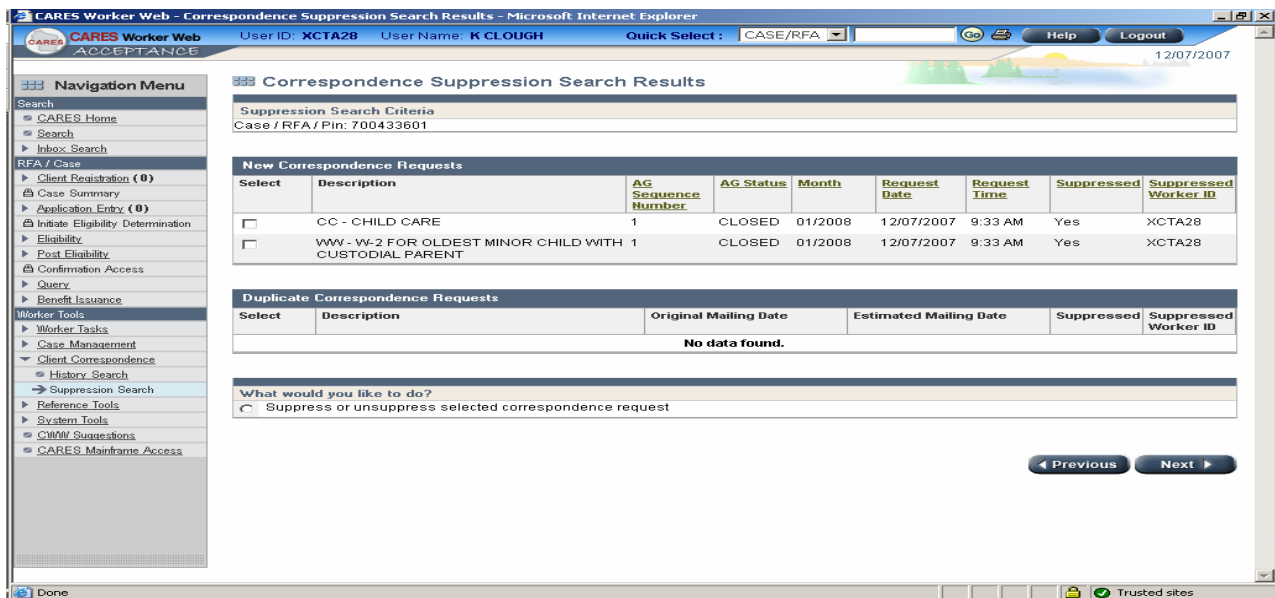 CARES Worker Web - Correspondence Suppression Search Results - Microsoft Internet Explorer
CARES CARES Worker Web User ID: XCTA28 User Name: K CLOUGH Quick Select : CASE/RFA Go Help Logout
ACCEPTANCE
12/07/2007
Navigation Menu
Search
CARES Home
Search
Inbox Search
RFA / Case
Client Registration (0)
Case Summary
Application Entry (0)
Initiate Eligibility Determination
Eligibility
Post Eligibility
Confirmation Access
Query
Benefit Issuance
Worker Tools
Worker Tasks
Case Management
Client Correspondence
History Search
Suppression Search
Reference Tools
System Tools
CWW Suggestions
CARES Mainframe Access
Correspondence Suppression Search Results
Suppression Search Criteria
Case / RFA / Pin: 700433601
New Correspondence Requests
Select Description AG Sequence Number AG Status Month Request Date Request Time Suppressed Suppressed Worker ID
CC - CHILD CARE 1 CLOSED 01/2008 12/07/2007 9:33 AM Yes XCTA28
WW - W-2 FOR OLDEST MINOR CHILD WITH 1 CLOSED 01/2008 12/07/2007 9:33 AM Yes XCTA28
CUSTODIAL PARENT
Duplicate Correspondence Requests
Select Description Original Mailing Date Estimated Mailing Date Suppressed Suppressed Worker ID
No data found.
What would you like to do?
Suppress or unsuppress selected correspondence request
Previous Next
Done Trusted sites